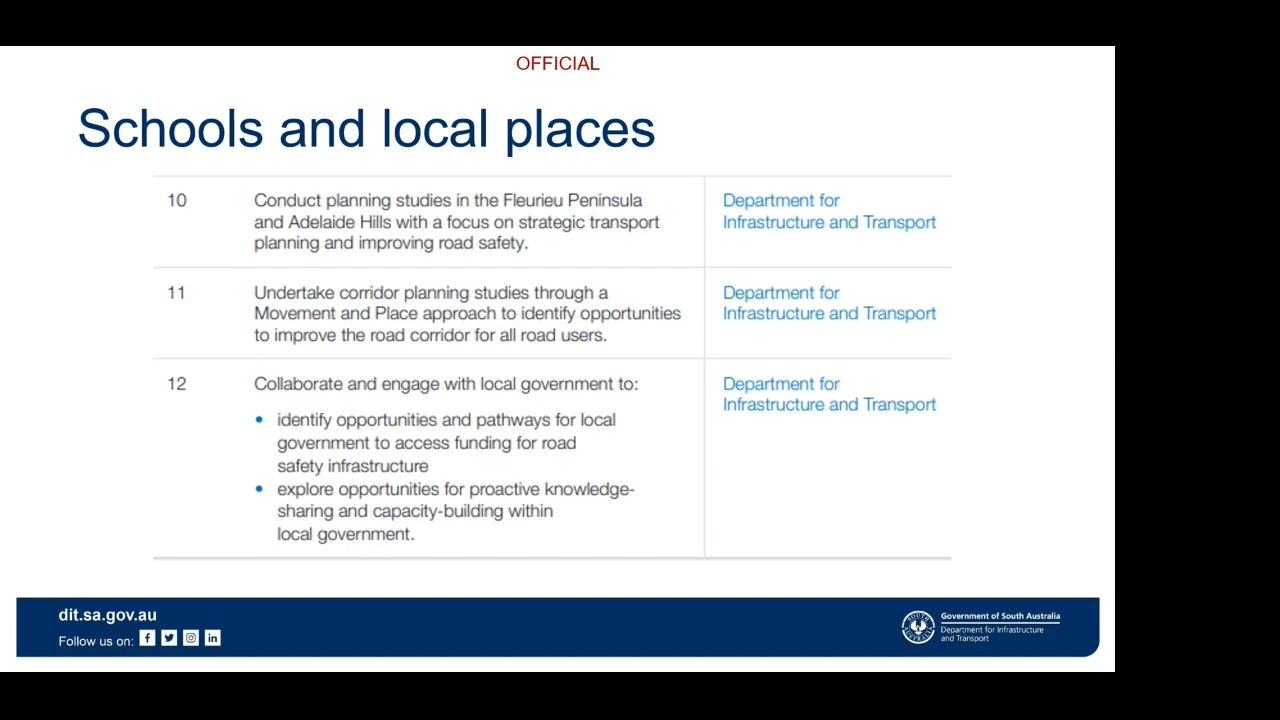 OFFICIAL
Schools and local places
10
Conduct planning studies in the Fleurieu Peninsula
and Adelaide Hills with a focus on strategic transport
planning and improving road safety.
Department for
Infrastructure and Transport
11
Undertake corridor planning studies through a
Movement and Place approach to identify opportunities
to improve the road corridor for all road users.
Department for
Infrastructure and Transport
12
Collaborate and engage with local government to:
• identify opportunities and pathways for local
government to access funding for road
safety infrastructure
• explore opportunities for proactive knowledge-
sharing and capacity-building within
local government.
Department for
Infrastructure and Transport
dit.sa.gov.au
Follow us on:
Government of South Australia
Department for Infrastructure
and Transport